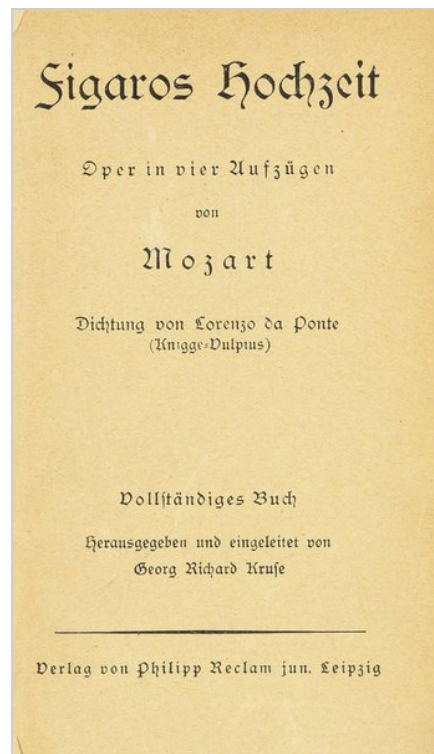 Figaros Hochzeit
Oper in vier Aufzügen
von
Mozart
Dichtung von Lorenzo da Ponte
(Knigge-Vulpius)
Vollständiges Buch
Herausgegeben und eingeleitet von
Georg Richard Kruse
Verlag von Philipp Reclam jun. Leipzig